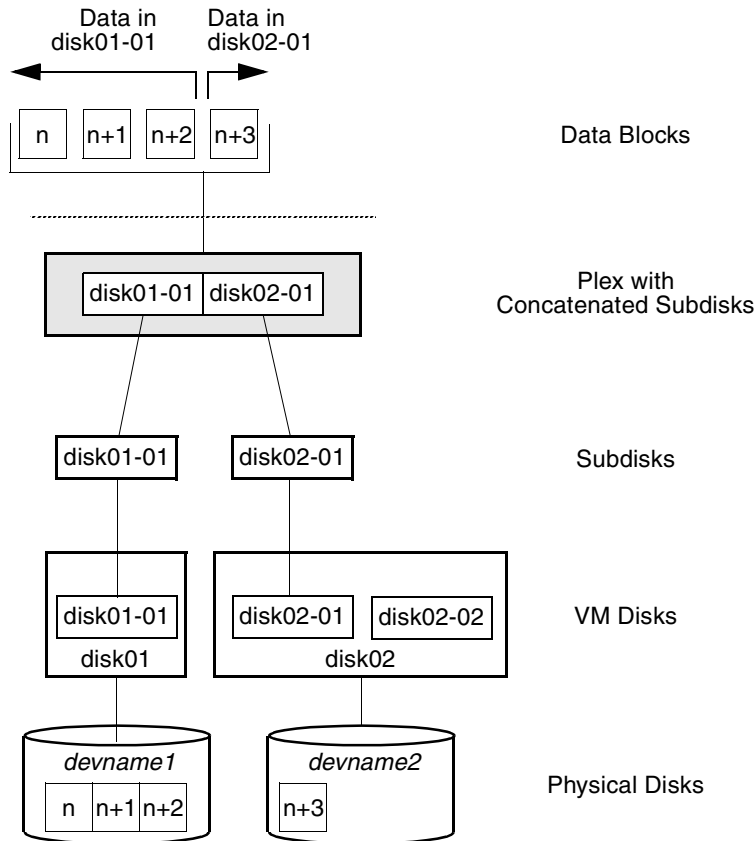 Data in
disk01-01
Data in
disk02-01
n n+1 n+2 n+3
Data Blocks
disk01-01 disk02-01
Plex with
Concatenated Subdisks
disk01-01 disk02-01
Subdisks
disk01-01 disk02-01 disk02-02
VM Disks
disk01 disk02
devname1 devname2
Physical Disks
n n+1 n+2 n+3